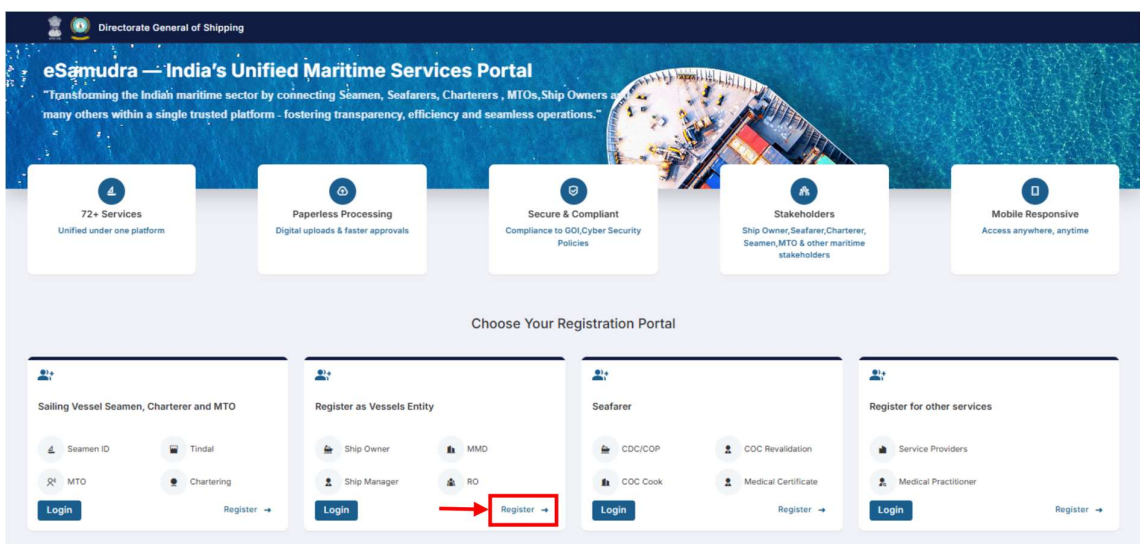 Directorate General of Shipping
eSamudra — India's Unified Maritime Services Portal
"Transforming the Indian maritime sector by connecting Seamen, Seafarers, Charterers , MTOs,Ship Owners and
many others within a single trusted platform - fostering transparency, efficiency and seamless operations."
72+ Services
Unified under one platform
Paperless Processing
Digital uploads & faster approvals
Secure & Compliant
Compliance to GOI,Cyber Security
Policies
Stakeholders
Ship Owner,Seafarer,Charterer,
Seamen,MTO & other maritime
stakeholders
Mobile Responsive
Access anywhere, anytime
Choose Your Registration Portal
Sailing Vessel Seamen, Charterer and MTO
Seamen ID
Tindal
MTO
Chartering
Login
Register →
Register as Vessels Entity
Ship Owner
MMD
Ship Manager
RO
Login
Register →
Seafarer
CDC/COP
COC Revalidation
COC Cook
Medical Certificate
Login
Register →
Register for other services
Service Providers
Medical Practitioner
Login
Register →